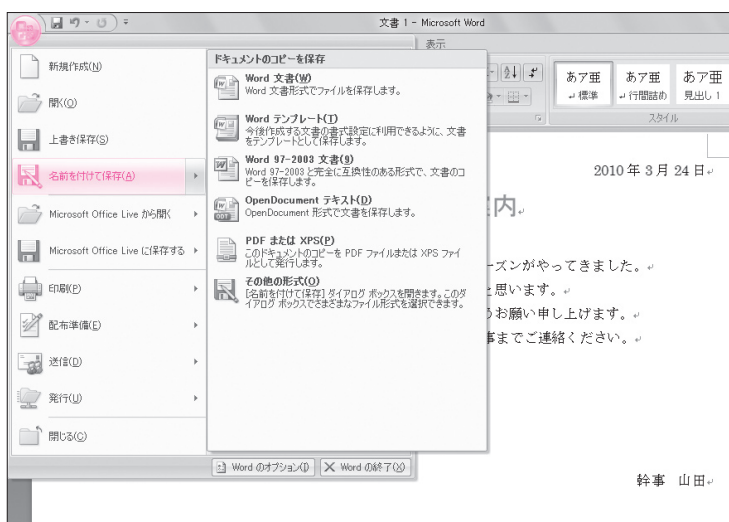 文書 1 - Microsoft Word
表示
新規作成(N)
開く(O)
上書き保存(S)
名前を付けて保存(A)
Microsoft Office Live から開く
Microsoft Office Live に保存する
印刷(P)
配布準備(E)
送信(D)
発行(U)
閉じる(C)
ドキュメントのコピーを保存
Word 文書(W)
Word 文書形式でファイルを保存します。
Word テンプレート(T)
今後作成する文書の書式設定に利用できるように、文書
をテンプレートとして保存します。
Word 97-2003 文書(9)
Word 97-2003 と完全に互換性のある形式で、文書のコ
ピーを保存します。
OpenDocument テキスト(D)
OpenDocument 形式で文書を保存します。
PDF または XPS(P)
このドキュメントのコピーを PDF ファイルまたは XPS ファイ
ルとして発行します。
その他の形式(O)
[名前を付けて保存] ダイアログ ボックスを開きます。このダ
イアログ ボックスでさまざまなファイル形式を選択できます。
Word のオプション(I)
Word の終了(X)
あア亜 あア亜 あア亜
標準 行間詰め 見出し 1
スタイル
2010 年 3 月 24 日
内
ーズンがやってきました。
と思います。
お願い申し上げます。
事までご連絡ください。
幹事 山田